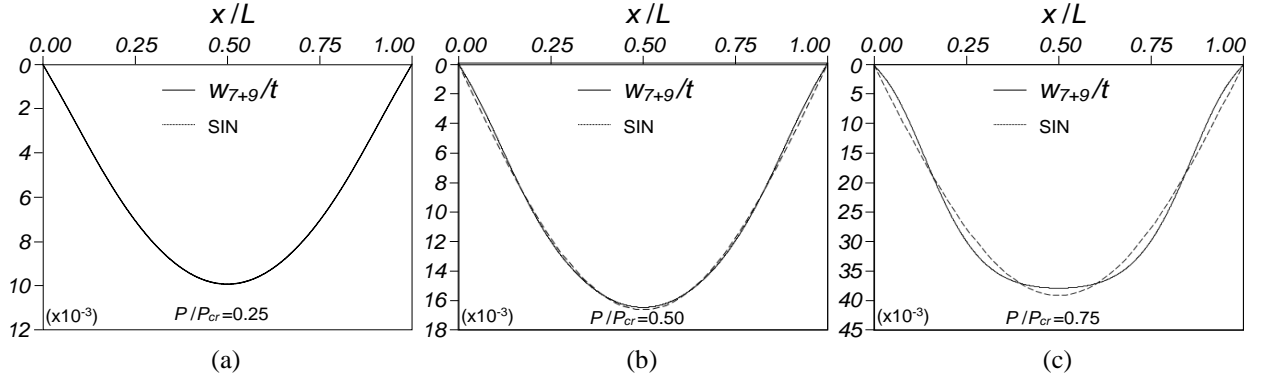 x/L
0.00 0.25 0.50 0.75 1.00
0
2
4
6
8
10
12
w7+9/t
SIN
(x10-3)
P/Pcr=0.25
(a)
x/L
0.00 0.25 0.50 0.75 1.00
0
2
4
6
8
10
12
14
16
18
w7+9/t
SIN
(x10-3)
P/Pcr=0.50
(b)
x/L
0.00 0.25 0.50 0.75 1.00
0
5
10
15
20
25
30
35
40
45
w7+9/t
SIN
(x10-3)
P/Pcr=0.75
(c)